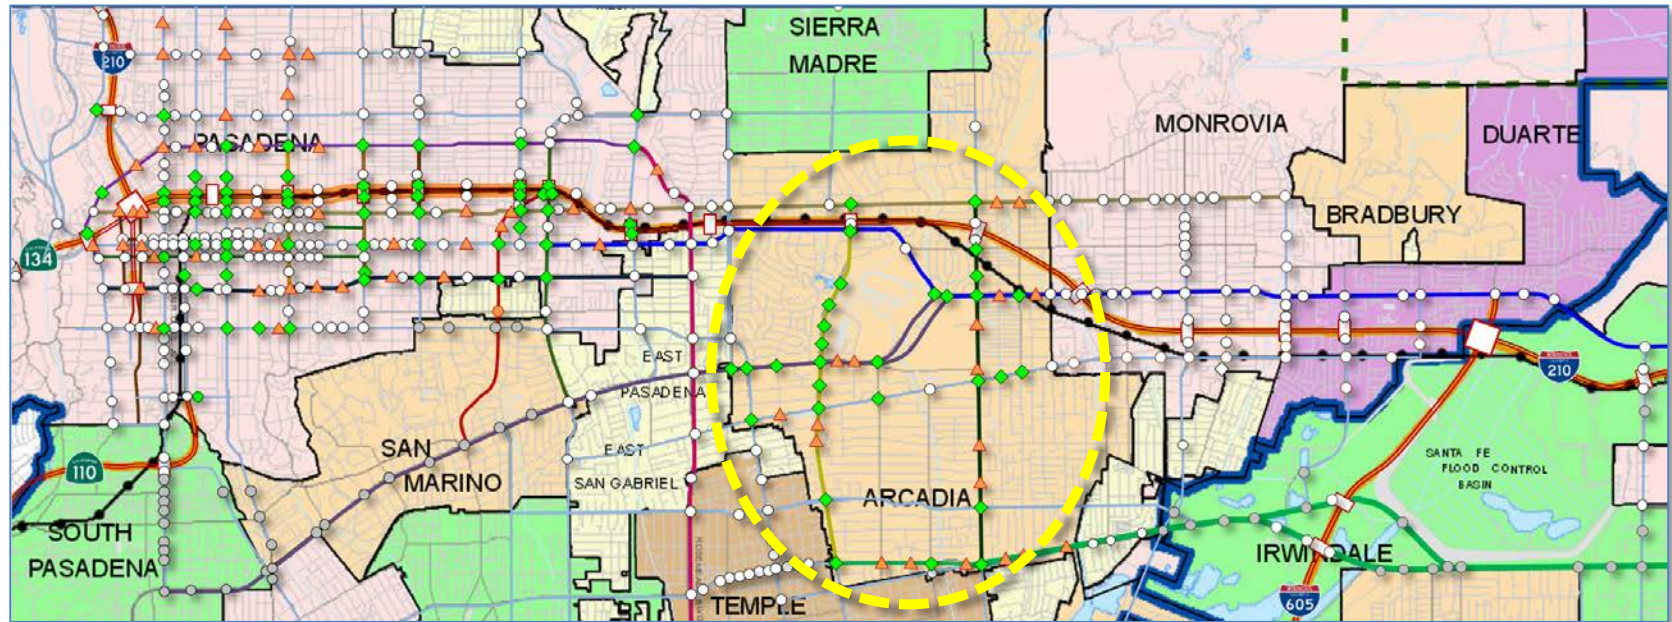 SIERRA
MADRE
210
PASADENA
MONROVIA
DUARTE
BRADBURY
134
EAST
PASADENA
210
SAN
MARINO
EAST
SAN GABRIEL
110
ARCADIA
SANTA FE
FLOOD CONTROL
BASIN
SOUTH
PASADENA
IRWINDALE
TEMPLE
605